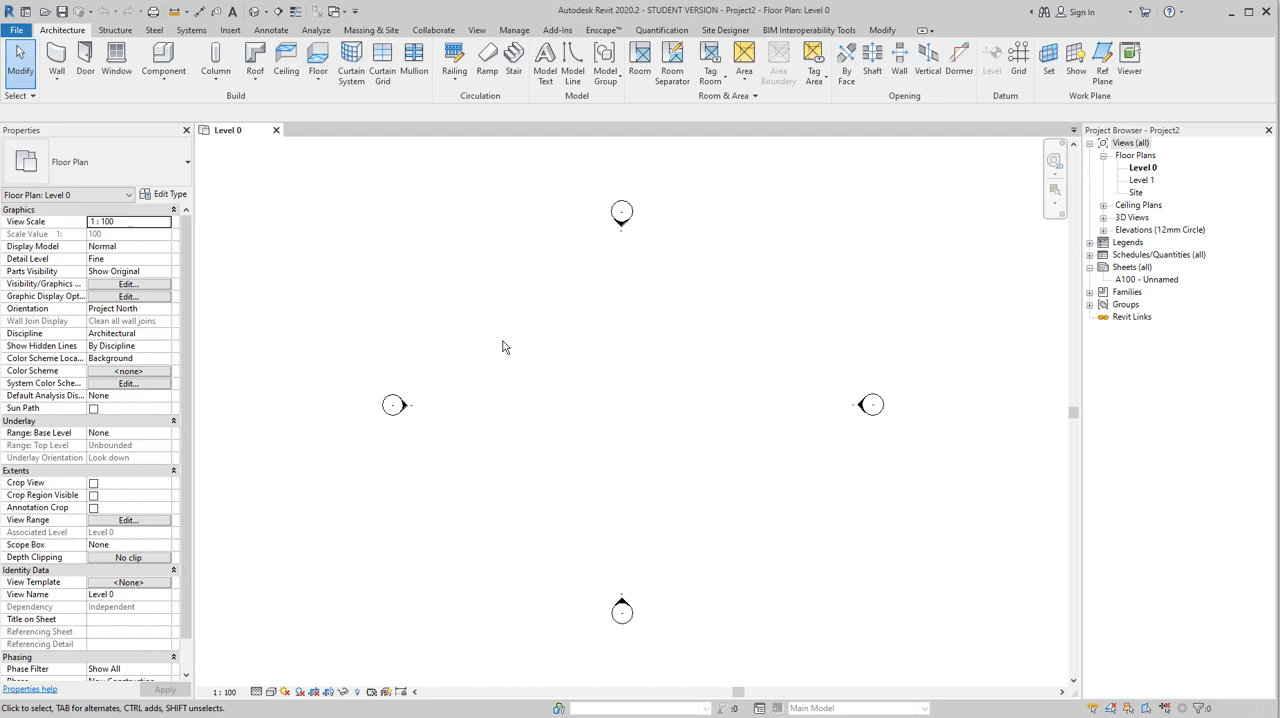 Autodesk Revit 2020.2 - STUDENT VERSION - Project2 - Floor Plan: Level 0
Sign In
File Architecture Structure Steel Systems Insert Annotate Analyze Massing & Site Collaborate View Manage Add-Ins Enscape™ Quantification Site Designer BIM Interoperability Tools Modify
Modify Wall Door Window Component Column Roof Ceiling Floor Curtain System Curtain Grid Mullion Railing Ramp Stair Model Text Model Line Model Group Room Room Separator Tag Room Area Area Boundary Tag Area By Face Shaft Wall Vertical Dormer Level Grid Set Show Ref Plane Viewer
Select Build Circulation Model Room & Area Opening Datum Work Plane
Properties
Floor Plan
Floor Plan: Level 0 Edit Type
Graphics
View Scale 1 : 100
Scale Value 1: 100
Display Model Normal
Detail Level Fine
Parts Visibility Show Original
Visibility/Graphics ... Edit...
Graphic Display Opt... Edit...
Orientation Project North
Wall Join Display Clean all wall joins
Discipline Architectural
Show Hidden Lines By Discipline
Color Scheme Loca... Background
Color Scheme <none>
System Color Sche... Edit...
Default Analysis Dis... None
Sun Path
Underlay
Range: Base Level None
Range: Top Level Unbounded
Underlay Orientation Look down
Extents
Crop View
Crop Region Visible
Annotation Crop
View Range Edit...
Associated Level Level 0
Scope Box None
Depth Clipping No clip
Identity Data
View Template <None>
View Name Level 0
Dependency Independent
Title on Sheet
Referencing Sheet
Referencing Detail
Phasing
Phase Filter Show All
Properties help Apply
Level 0
1 : 100
Project Browser - Project2
Views (all)
Floor Plans
Level 0
Level 1
Site
Ceiling Plans
3D Views
Elevations (12mm Circle)
Legends
Schedules/Quantities (all)
Sheets (all)
A100 - Unnamed
Families
Groups
Revit Links
Click to select, TAB for alternates, CTRL adds, SHIFT unselects. :0 Main Model :0